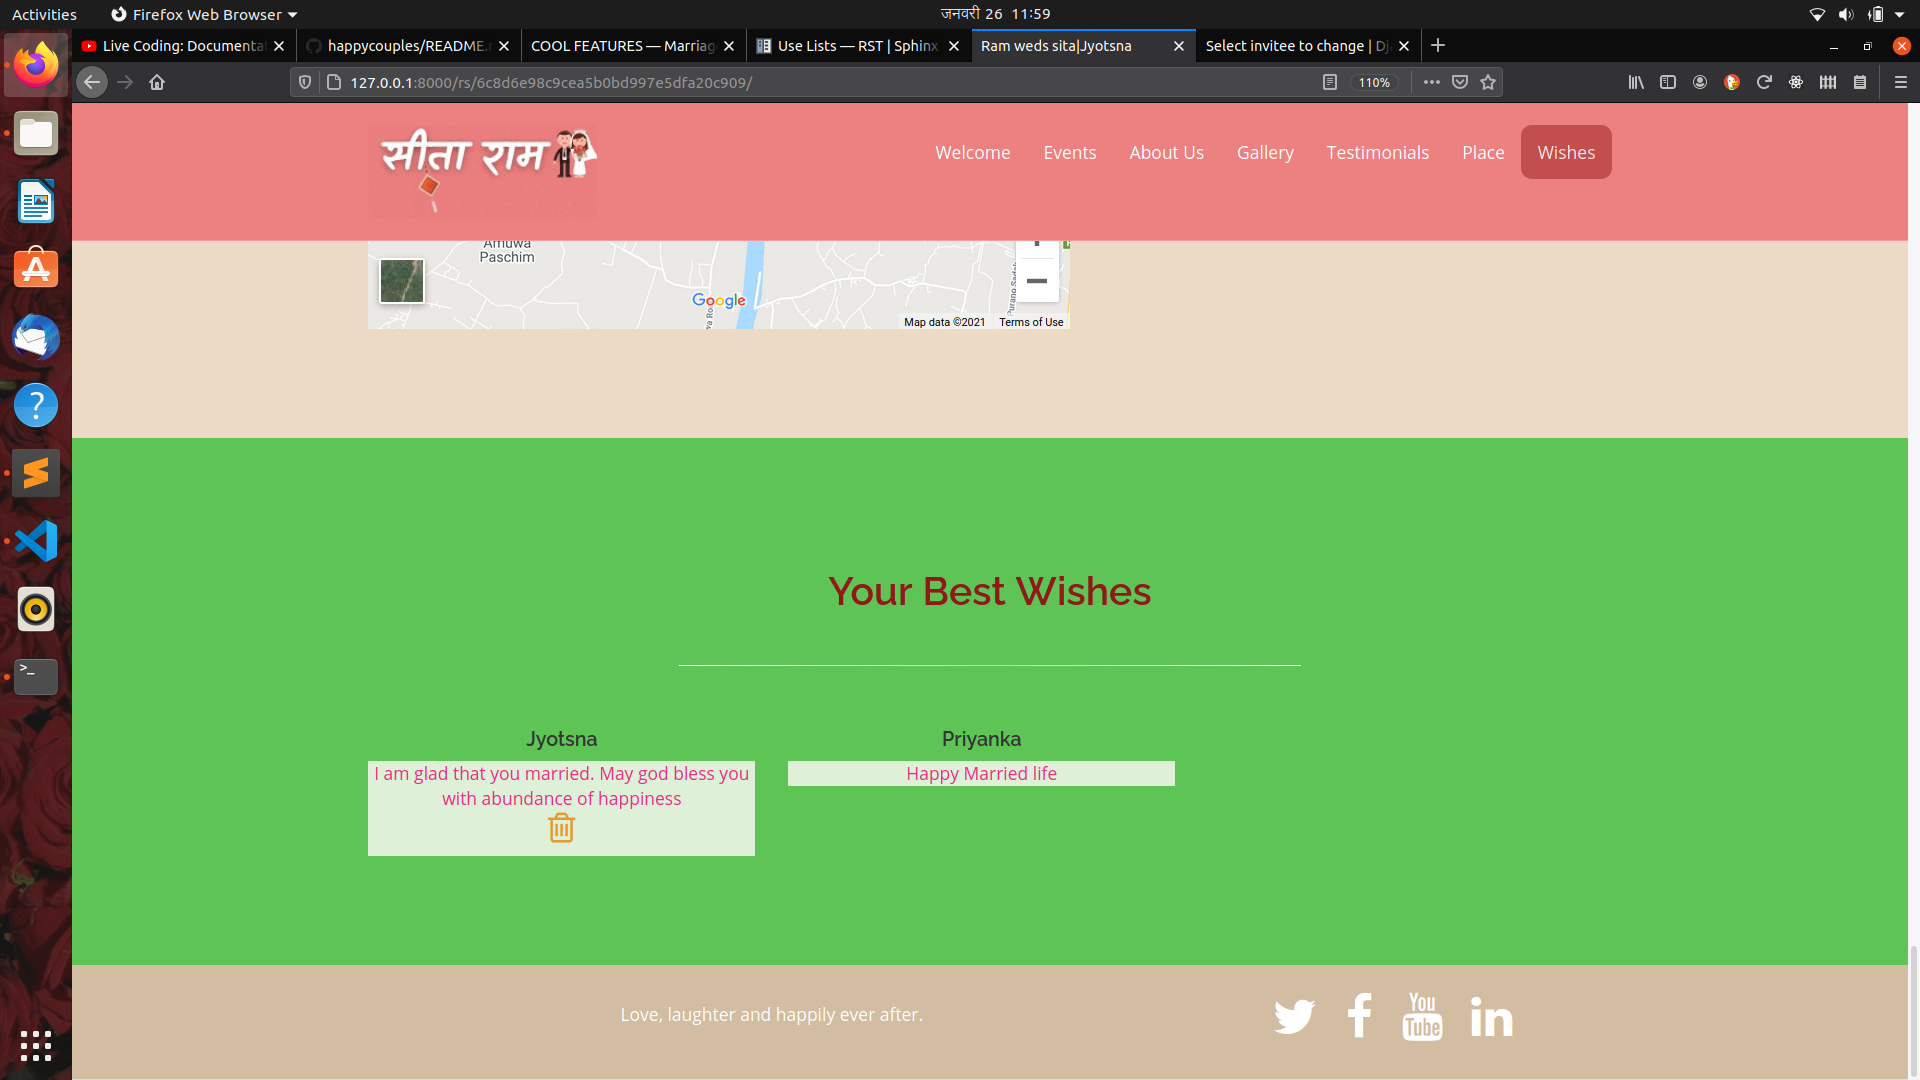 Activities
Firefox Web Browser
जनवरी 26 11:59
Live Coding: Documenta
happycouples/README.
COOL FEATURES — Marriag
Use Lists — RST | Sphinx
Ram weds sita|Jyotsna
Select invitee to change | Dj
127.0.0.1:8000/rs/6c8d6e98c9cea5b0bd997e5dfa20c909/
110%
सीता राम
Welcome
Events
About Us
Gallery
Testimonials
Place
Wishes
Amuwa
Paschim
Google
Map data ©2021
Terms of Use
Your Best Wishes
Jyotsna
I am glad that you married. May god bless you
with abundance of happiness
Priyanka
Happy Married life
Love, laughter and happily ever after.
You
Tube
in